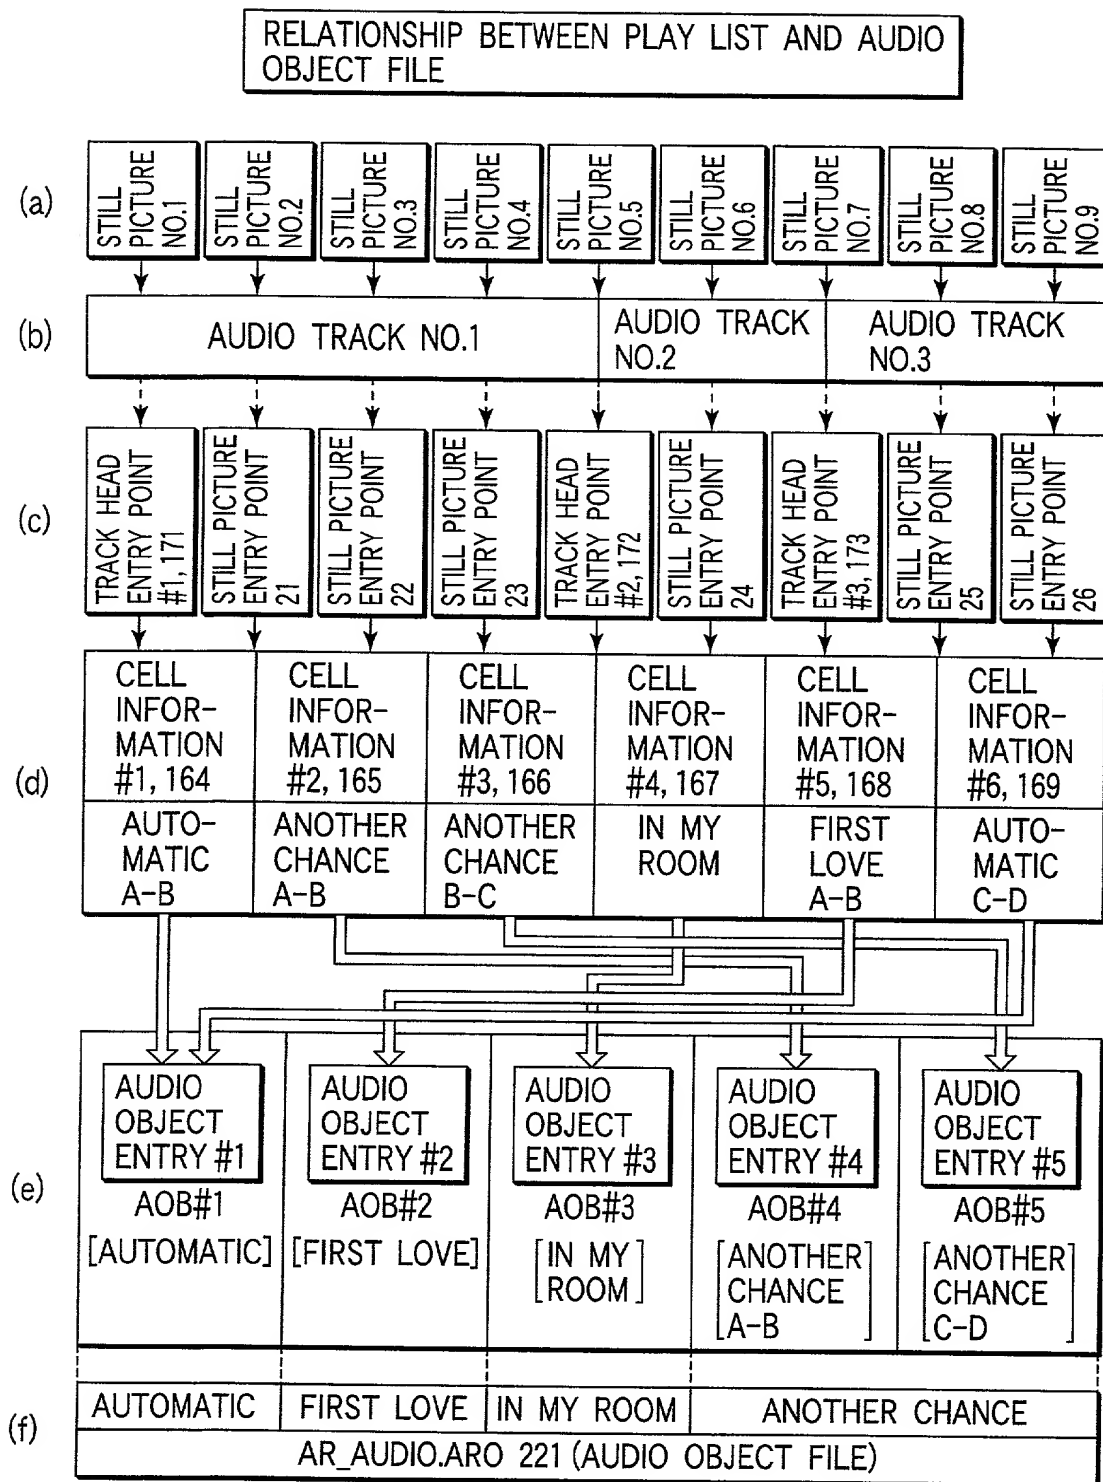 RELATIONSHIP BETWEEN PLAY LIST AND AUDIO
OBJECT FILE
(a)
STILL
PICTURE
NO.1
STILL
PICTURE
NO.2
STILL
PICTURE
NO.3
STILL
PICTURE
NO.4
STILL
PICTURE
NO.5
STILL
PICTURE
NO.6
STILL
PICTURE
NO.7
STILL
PICTURE
NO.8
STILL
PICTURE
NO.9
(b)
AUDIO TRACK NO.1
AUDIO TRACK
NO.2
AUDIO TRACK
NO.3
(c)
TRACK HEAD
ENTRY POINT
#1, 171
STILL PICTURE
ENTRY POINT
21
STILL PICTURE
ENTRY POINT
22
STILL PICTURE
ENTRY POINT
23
TRACK HEAD
ENTRY POINT
#2, 172
STILL PICTURE
ENTRY POINT
24
TRACK HEAD
ENTRY POINT
#3, 173
STILL PICTURE
ENTRY POINT
25
STILL PICTURE
ENTRY POINT
26
(d)
CELL
INFOR-
MATION
#1, 164
CELL
INFOR-
MATION
#2, 165
CELL
INFOR-
MATION
#3, 166
CELL
INFOR-
MATION
#4, 167
CELL
INFOR-
MATION
#5, 168
CELL
INFOR-
MATION
#6, 169
AUTO-
MATIC
A-B
ANOTHER
CHANCE
A-B
ANOTHER
CHANCE
B-C
IN MY
ROOM
FIRST
LOVE
A-B
AUTO-
MATIC
C-D
(e)
AUDIO
OBJECT
ENTRY #1
AOB#1
[AUTOMATIC]
AUDIO
OBJECT
ENTRY #2
AOB#2
[FIRST LOVE]
AUDIO
OBJECT
ENTRY #3
AOB#3
[IN MY
ROOM]
AUDIO
OBJECT
ENTRY #4
AOB#4
[ANOTHER
CHANCE
A-B]
AUDIO
OBJECT
ENTRY #5
AOB#5
[ANOTHER
CHANCE
C-D]
(f)
AUTOMATIC
FIRST LOVE
IN MY ROOM
ANOTHER CHANCE
AR_AUDIO.ARO 221 (AUDIO OBJECT FILE)